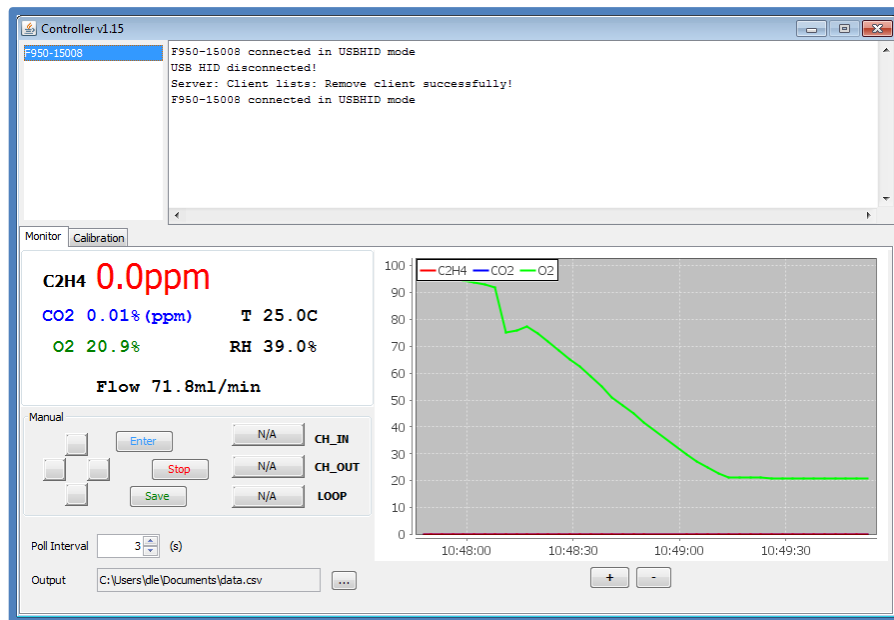 Controller v1.15
F950-15008
F950-15008 connected in USBHID mode
USB HID disconnected!
Server: Client lists: Remove client successfully!
F950-15008 connected in USBHID mode
Monitor Calibration
C2H4 0.0ppm
CO2 0.01%(ppm) T 25.0C
O2 20.9% RH 39.0%
Flow 71.8ml/min
Manual
Enter
Stop
Save
N/A CH_IN
N/A CH_OUT
N/A LOOP
Poll Interval 3 (s)
Output C:\Users\dle\Documents\data.csv ...
C2H4 CO2 O2
100
90
80
70
60
50
40
30
20
10
0
10:48:00 10:48:30 10:49:00 10:49:30
+ -